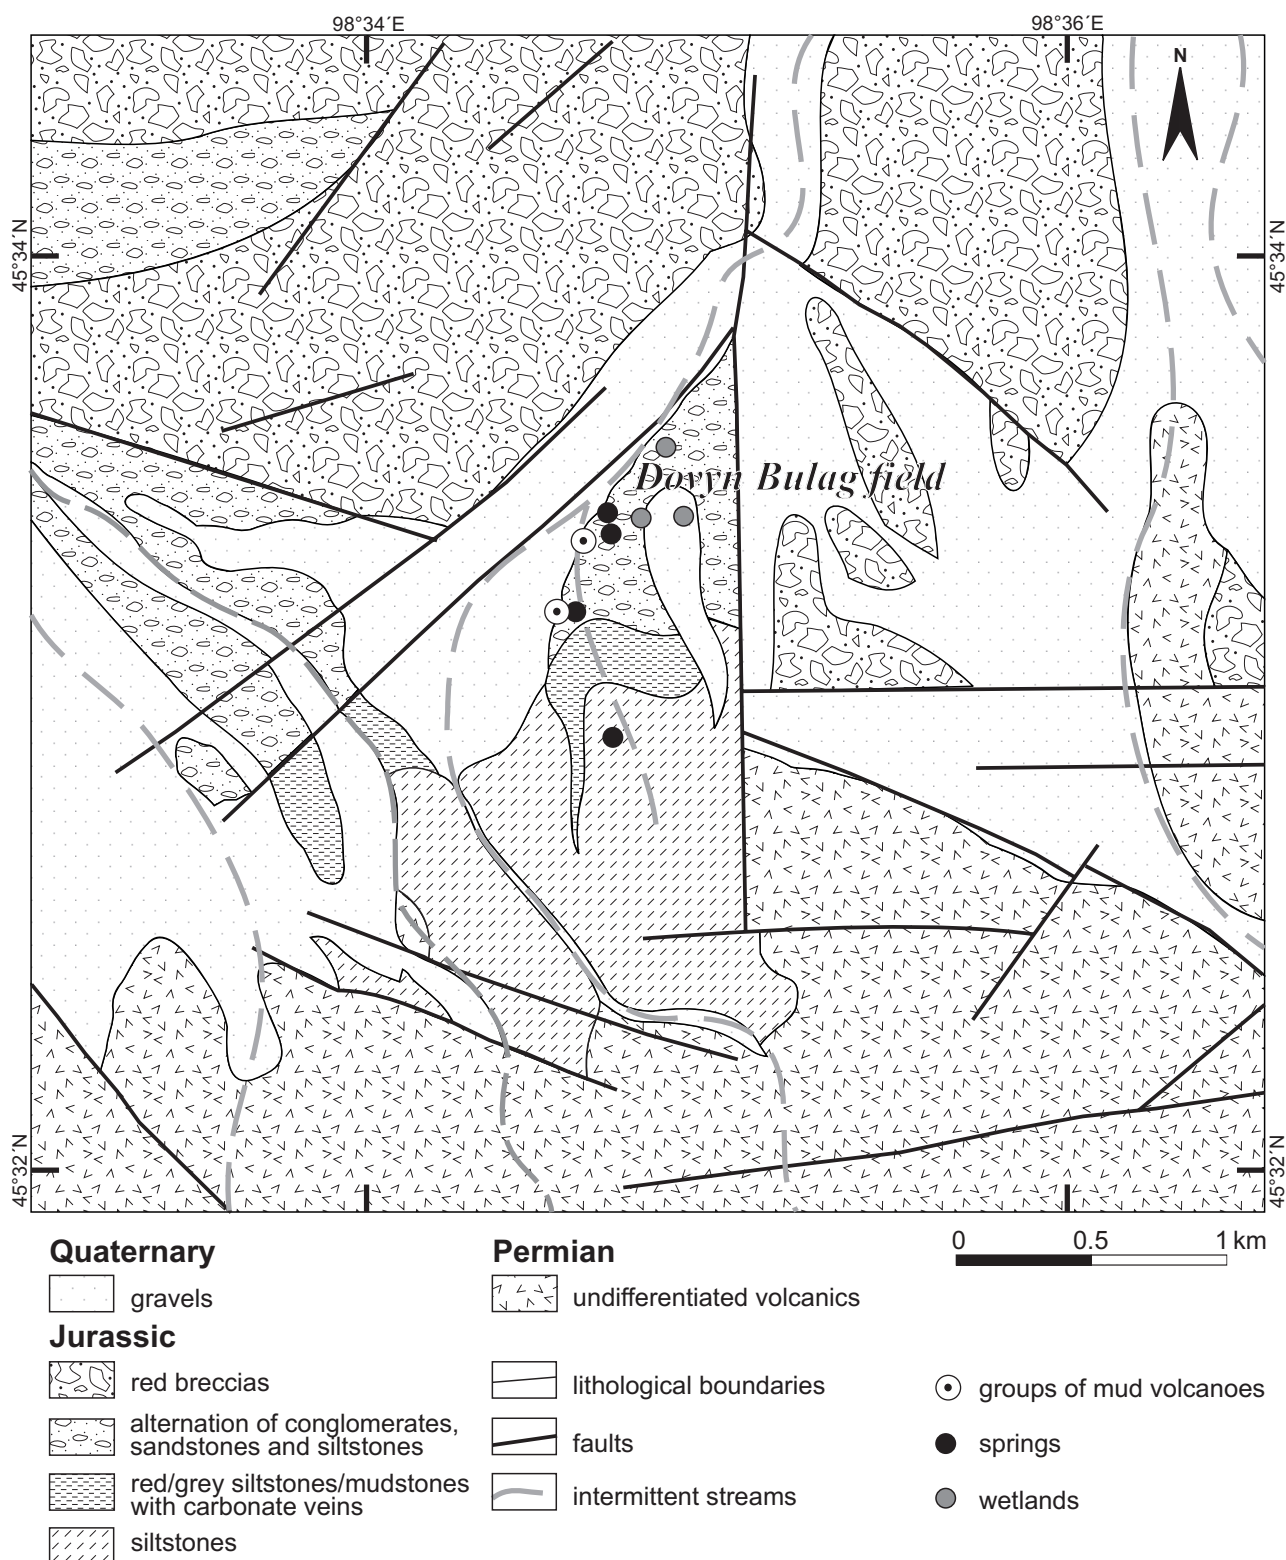 98°34´E
98°36´E
N
45°34´N
45°34´N
Dovyn Bulag field
45°32´N
45°32´N
0 0.5 1 km
Quaternary
gravels
Jurassic
red breccias
alternation of conglomerates,
sandstones and siltstones
red/grey siltstones/mudstones
with carbonate veins
siltstones
Permian
undifferentiated volcanics
lithological boundaries
faults
intermittent streams
groups of mud volcanoes
springs
wetlands